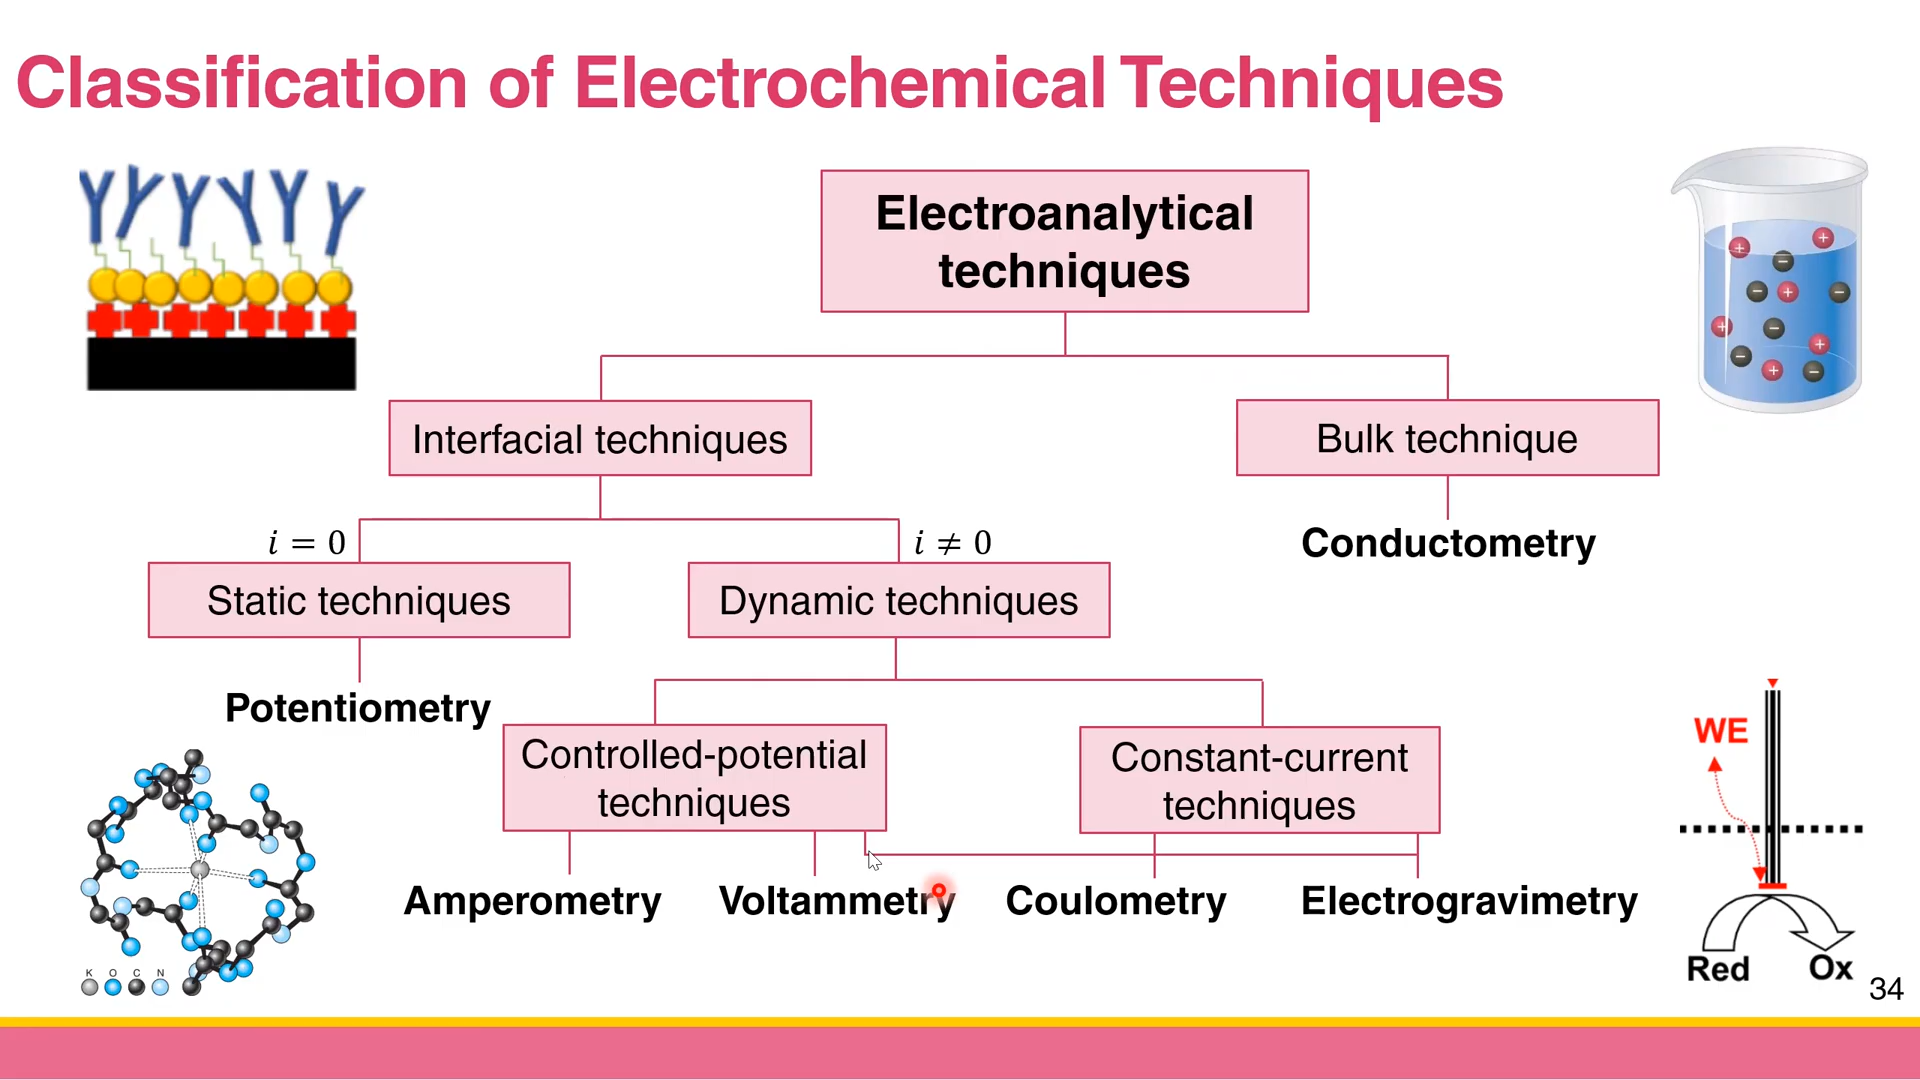 Classification of Electrochemical Techniques
Electroanalytical
techniques
Interfacial techniques
Bulk technique
i = 0
i ≠ 0
Conductometry
Static techniques
Dynamic techniques
Potentiometry
Controlled-potential
techniques
Constant-current
techniques
Amperometry
Voltammetry
Coulometry
Electrogravimetry
K O C N
WE
Red
Ox
34